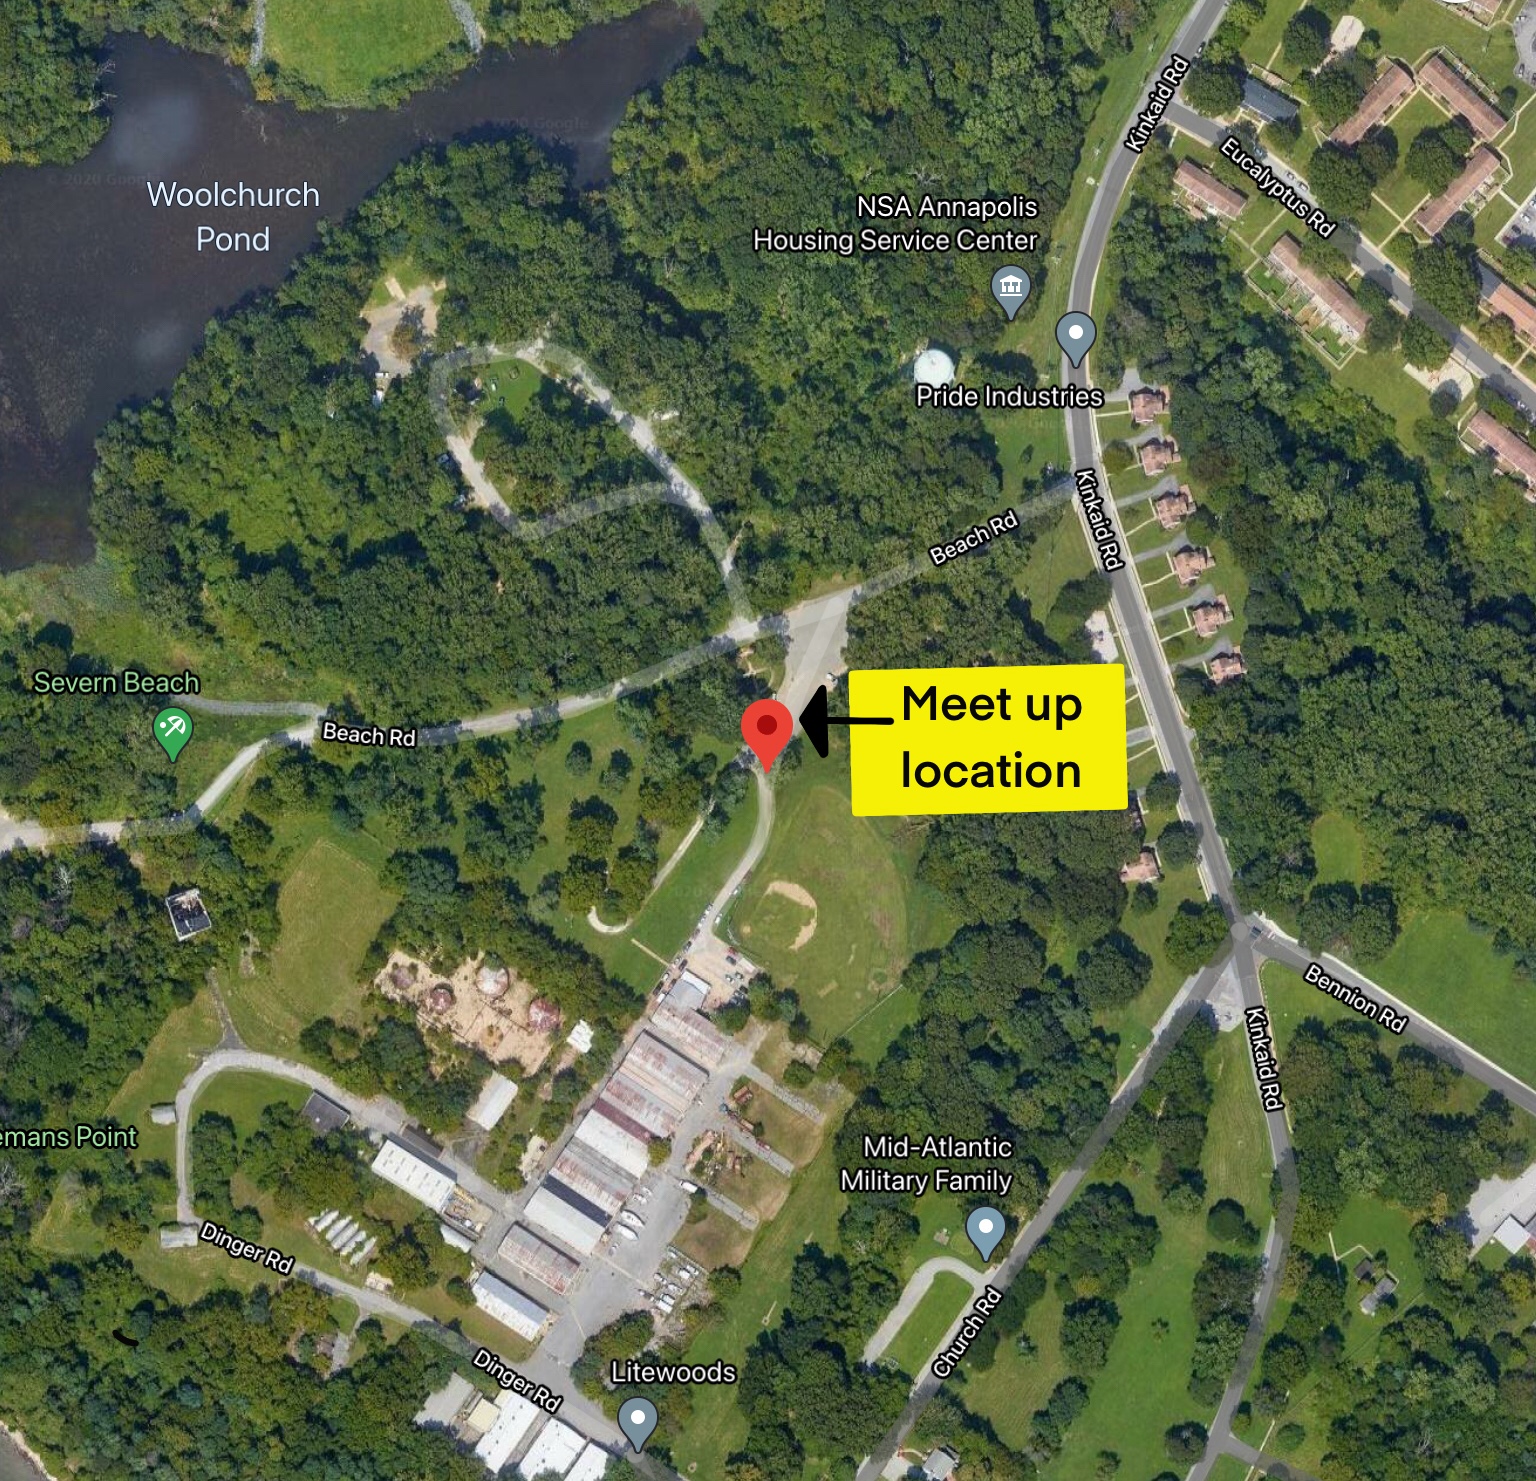 Kinkaid Rd
Eucalyptus Rd
Woolchurch
Pond
NSA Annapolis
Housing Service Center
Pride Industries
Kinkaid Rd
Beach Rd
Severn Beach
Beach Rd
Meet up
location
Bennion Rd
Kinkaid Rd
emans Point
Mid-Atlantic
Military Family
Dinger Rd
Church Rd
Dinger Rd
Litewoods